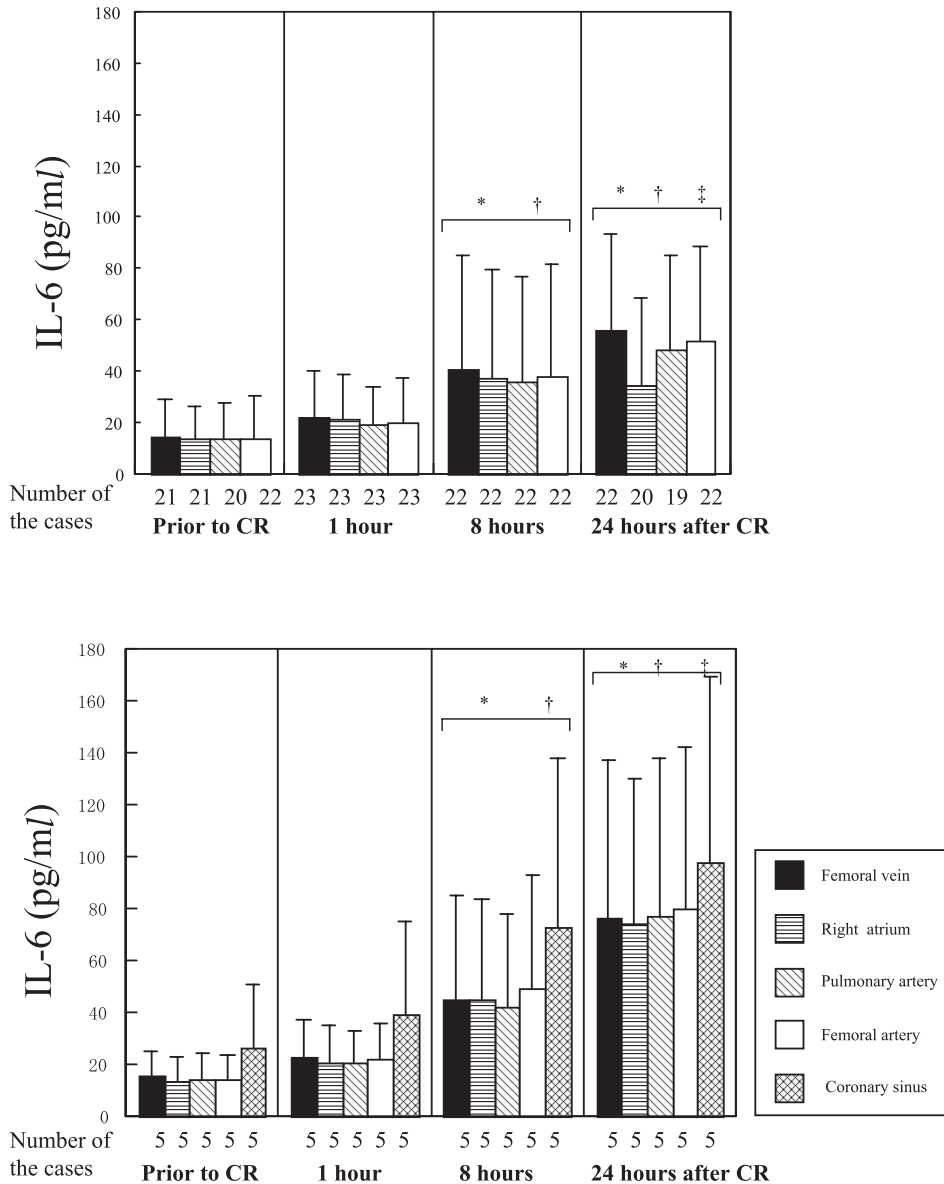 180
160
140
120
100
80
60
40
20
0
IL-6 (pg/ml)
* †
* † ‡
Number of
the cases
21 21 20 22 23 23 23 23 22 22 22 22 22 20 19 22
Prior to CR 1 hour 8 hours 24 hours after CR
180
160
140
120
100
80
60
40
20
0
IL-6 (pg/ml)
* †
* † ‡
Femoral vein
Right atrium
Pulmonary artery
Femoral artery
Coronary sinus
Number of
the cases
5 5 5 5 5 5 5 5 5 5 5 5 5 5 5 5 5 5 5 5
Prior to CR 1 hour 8 hours 24 hours after CR